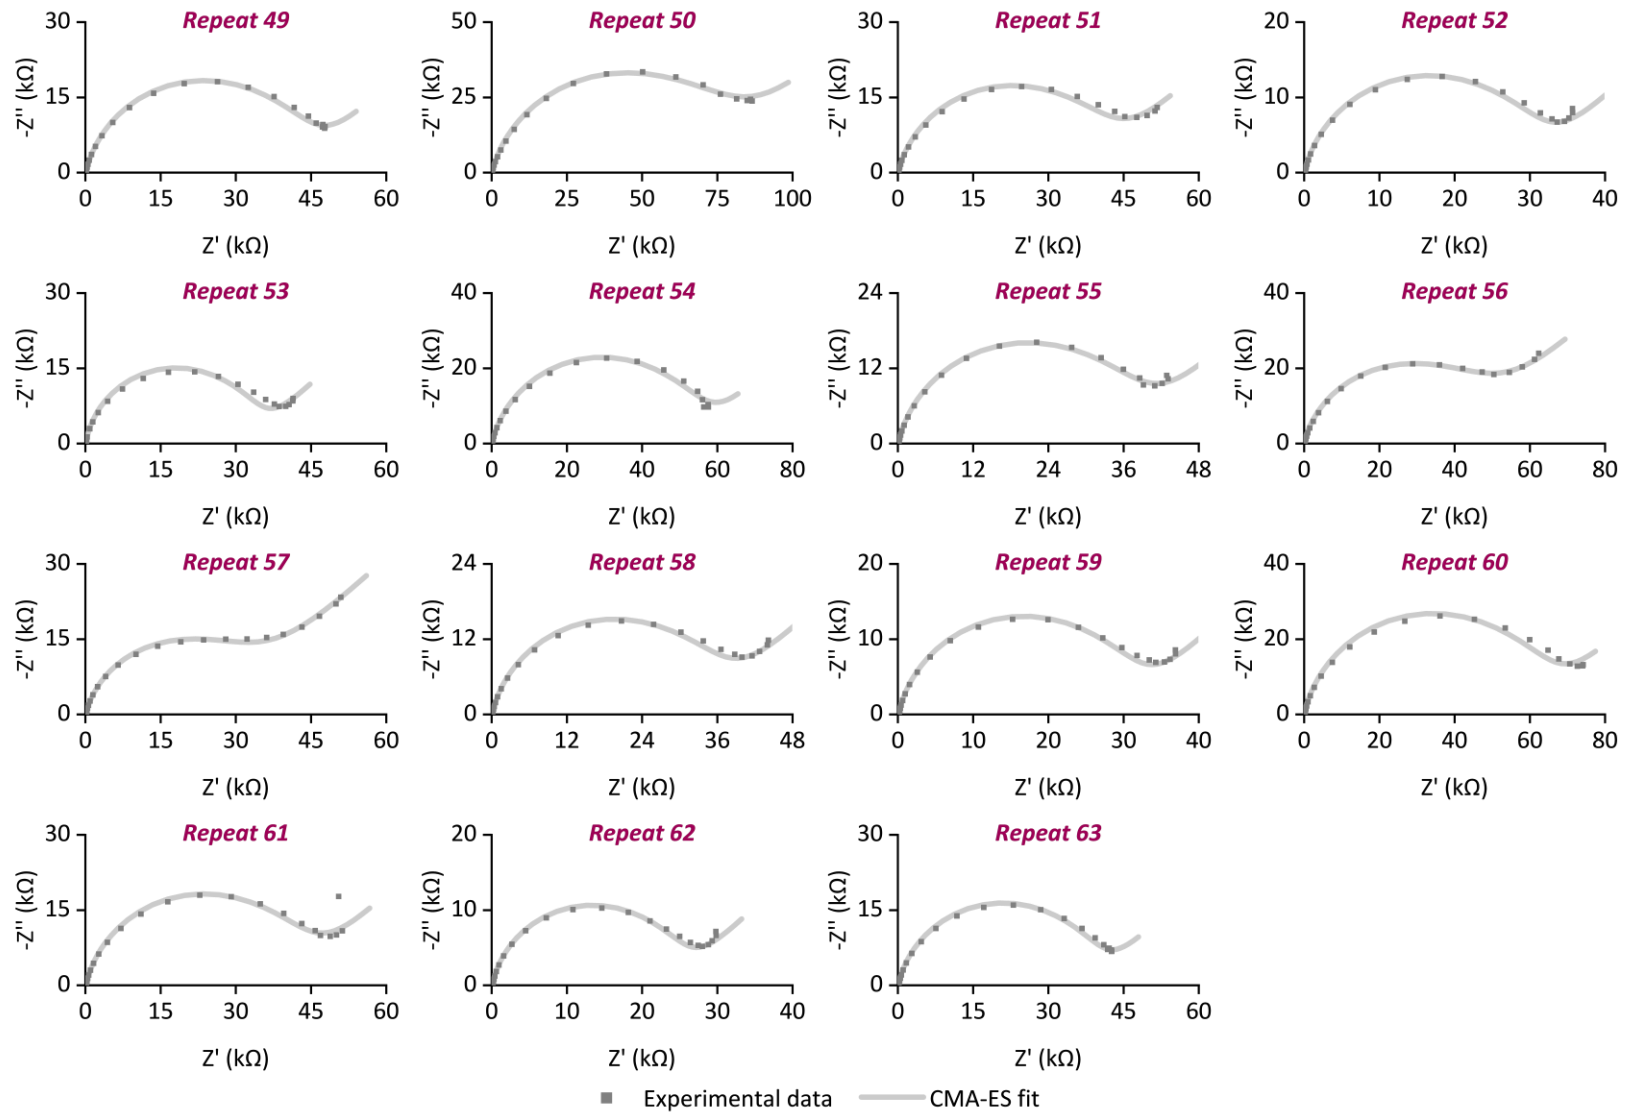 Repeat 49
30
15
0
-Z'' (kΩ)
0 15 30 45 60
Z' (kΩ)
Repeat 50
50
25
0
-Z'' (kΩ)
0 25 50 75 100
Z' (kΩ)
Repeat 51
30
15
0
-Z'' (kΩ)
0 15 30 45 60
Z' (kΩ)
Repeat 52
20
10
0
-Z'' (kΩ)
0 10 20 30 40
Z' (kΩ)
Repeat 53
30
15
0
-Z'' (kΩ)
0 15 30 45 60
Z' (kΩ)
Repeat 54
40
20
0
-Z'' (kΩ)
0 20 40 60 80
Z' (kΩ)
Repeat 55
24
12
0
-Z'' (kΩ)
0 12 24 36 48
Z' (kΩ)
Repeat 56
40
20
0
-Z'' (kΩ)
0 20 40 60 80
Z' (kΩ)
Repeat 57
30
15
0
-Z'' (kΩ)
0 15 30 45 60
Z' (kΩ)
Repeat 58
24
12
0
-Z'' (kΩ)
0 12 24 36 48
Z' (kΩ)
Repeat 59
20
10
0
-Z'' (kΩ)
0 10 20 30 40
Z' (kΩ)
Repeat 60
40
20
0
-Z'' (kΩ)
0 20 40 60 80
Z' (kΩ)
Repeat 61
30
15
0
-Z'' (kΩ)
0 15 30 45 60
Z' (kΩ)
Repeat 62
20
10
0
-Z'' (kΩ)
0 10 20 30 40
Z' (kΩ)
Repeat 63
30
15
0
-Z'' (kΩ)
0 15 30 45 60
Z' (kΩ)
Experimental data CMA-ES fit